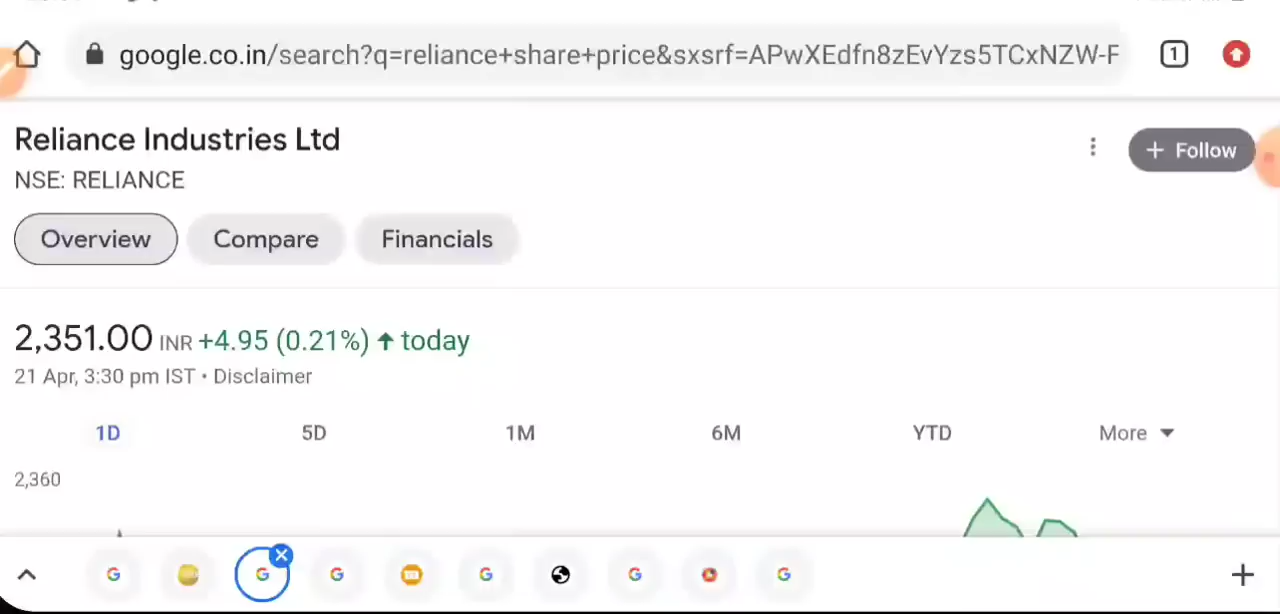 google.co.in/search?q=reliance+share+price&sxsrf=APwXEdfn8zEvYzs5TCxNZW-F
1
Reliance Industries Ltd
+ Follow
NSE: RELIANCE
Overview Compare Financials
2,351.00 INR +4.95 (0.21%) ↑ today
21 Apr, 3:30 pm IST • Disclaimer
1D 5D 1M 6M YTD More
2,360